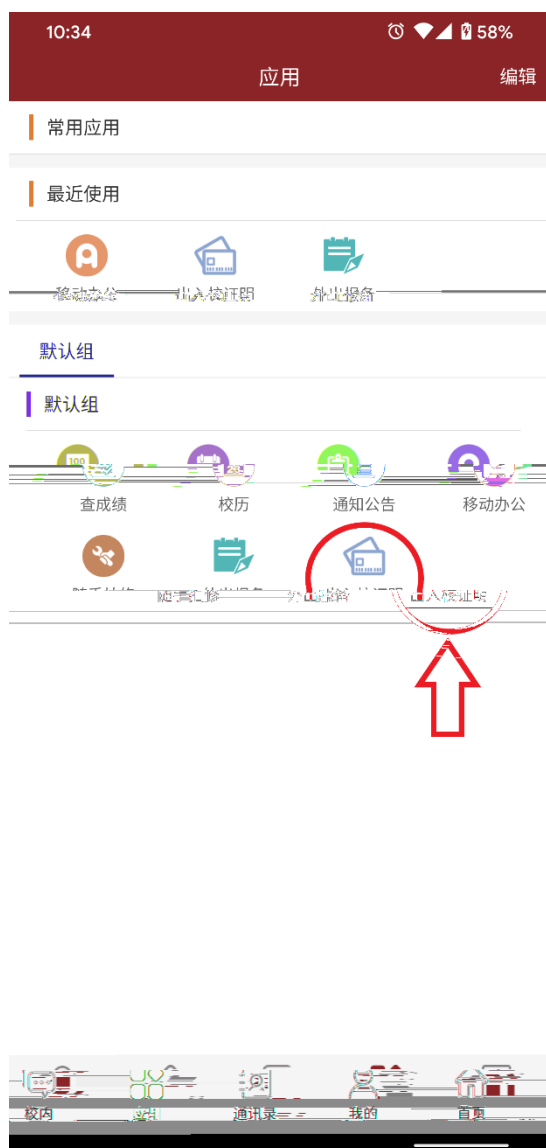 10:34 58%
应用 编辑
常用应用
最近使用
移动办公 出入校证明 外出报备
默认组
默认组
查成绩 校历 通知公告 移动办公
校内 通讯录 我的 首页